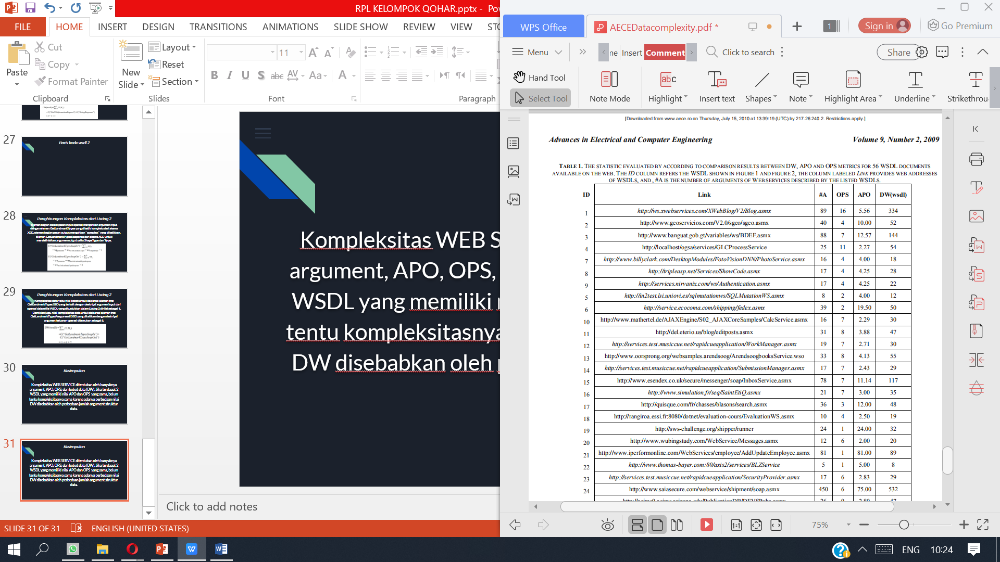 RPL KELOMPOK QOHAR.pptx - Po
FILE HOME INSERT DESIGN TRANSITIONS ANIMATIONS SLIDE SHOW REVIEW VIEW
Paste
Cut
Copy
Format Painter
Clipboard
New
Slide
Layout
Reset
Section
Slides
11
Font
Paragraph
27
Baris kode wsdl 2
28
Penghitungan Kompleksitas dari Listing 2
29
Penghitungan Kompleksitas dari Listing 2
30
Kesimpulan
Kompleksitas WEB SERVICE ditentukan oleh banyaknya
argument, APO, OPS, dan bobot data (DW). Jika terdapat 2
WSDL yang memiliki nilai APO dan OPS yang sama, belum
tentu kompleksitasnya sama karena adanya perbedaan nilai
DW disebabkan oleh perbedaan jumlah argument struktur
data.
31
Kesimpulan
Kompleksitas WEB SERVICE ditentukan oleh banyaknya
argument, APO, OPS, dan bobot data (DW). Jika terdapat 2
WSDL yang memiliki nilai APO dan OPS yang sama, belum
tentu kompleksitasnya sama karena adanya perbedaan nilai
DW disebabkan oleh perbedaan jumlah argument struktur
data.
Kompleksitas WEB S
argument, APO, OPS,
WSDL yang memiliki
tentu kompleksitasnya
DW disebabkan oleh
Click to add notes
SLIDE 31 OF 31 ENGLISH (UNITED STATES)
WPS Office AECEDatacomplexity.pdf * 1 Sign in Go Premium
Menu Insert Comment Click to search Share
Hand Tool
Select Tool
Note Mode Highlight Insert text Shapes Note Highlight Area Underline Strikethrou
[Downloaded from www.aece.ro on Thursday, July 15, 2010 at 13:39:19 (UTC) by 217.26.240.2. Restrictions apply.]
Advances in Electrical and Computer Engineering Volume 9, Number 2, 2009
TABLE 1. THE STATISTIC EVALUATED BY ACCORDING TO COMPARISON RESULTS BETWEEN DW, APO AND OPS METRICS FOR 56 WSDL DOCUMENTS
AVAILABLE ON THE WEB. THE ID COLUMN REFERS THE WSDL SHOWN IN FIGURE 1 AND FIGURE 2, THE COLUMN LABELED LINK PROVIDES WEB ADDRESSES
OF WSDLS, AND , #A IS THE NUMBER OF ARGUMENTS OF WEB SERVICES DESCRIBED BY THE LISTED WSDLS.
ID Link #A OPS APO DW(wsdl)
1 http://ws.xwebservices.com/XWebBlog/V2/Blog.asmx 89 16 5.56 334
2 http://www.geoservicios.com/V2.0/sgeo/sgeo.asmx 40 4 10.00 52
3 http://www.banguat.gob.gt/variables/ws/BDEF.asmx 88 7 12.57 144
4 http://localhost/ogsa/services/GLCProcessService 25 11 2.27 54
7 http://www.billyclark.com/DesktopModules/FotoVisionDNN/PhotoService.asmx 16 4 4.00 18
8 http://tripleasp.net/Services/ShowCode.asmx 17 4 4.25 28
9 http://services.nirvanix.com/ws/Authentication.asmx 17 4 4.25 22
5 http://in2test.lsi.uniovi.es/sqlmutationws/SQLMutationWS.asmx 8 2 4.00 12
6 http://service.ecocoma.com/shipping/fedex.asmx 39 2 19.50 50
10 http://www.mathertel.de/AJAXEngine/S02_AJAXCoreSamples/CalcService.asmx 16 7 2.29 30
11 http://del.eterio.us/blog/editposts.asmx 31 8 3.88 47
12 http://services.test.musiccue.net/rapidcueapplication/WorkManager.asmx 19 7 2.71 30
13 http://www.oorsprong.org/websamples.arendsoog/ArendsoogbooksService.wso 33 8 4.13 55
14 http://services.test.musiccue.net/rapidcueapplication/SubmissionManager.asmx 17 7 2.43 29
15 http://www.esendex.co.uk/secure/messenger/soap/InboxService.asmx 78 7 11.14 117
16 http://www.simulation.fr/seq/SaintEtiQ.asmx 21 7 3.00 35
17 http://quisque.com/fr/chasses/blasons/search.asmx 36 3 12.00 48
18 http://rangiroa.essi.fr:8080/dotnet/evaluation-cours/EvaluationWS.asmx 10 4 2.50 19
19 http://sws-challenge.org/shipper/runner 24 1 24.00 32
20 http://www.wubingstudy.com/WebService/Messages.asmx 12 6 2.00 20
21 http://www.iperformonline.com/WebServices/employee/AddUpdateEmployee.asmx 81 1 81.00 89
22 http://www.thomas-bayer.com:80/axis2/services/BLZService 5 1 5.00 8
23 http://services.test.musiccue.net/rapidcueapplication/SecurityProvider.asmx 17 6 2.83 29
24 http://www.saiasecure.com/webservice/shipment/soap.asmx 450 6 75.00 532
75%
ENG 10:24